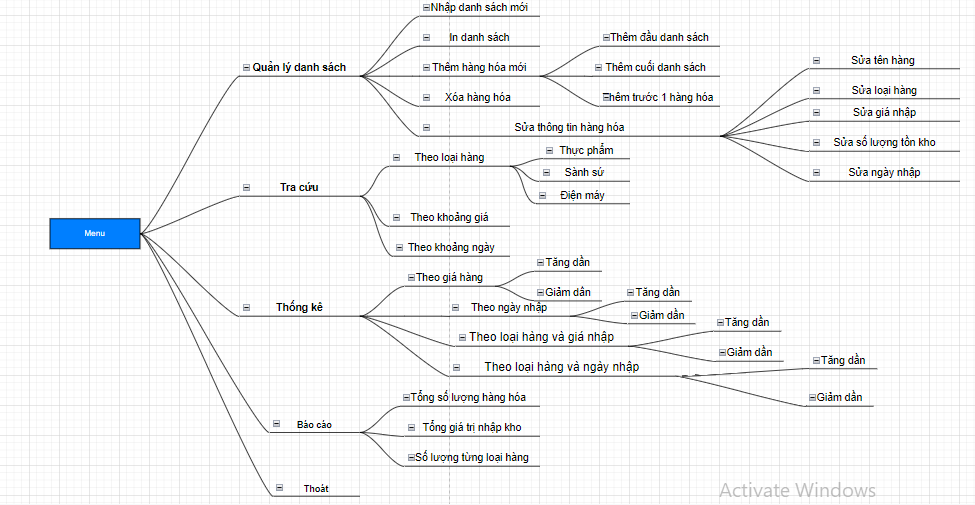 Menu
Quản lý danh sách
Nhập danh sách mới
In danh sách
Thêm hàng hóa mới
Thêm đầu danh sách
Thêm cuối danh sách
Thêm trước 1 hàng hóa
Xóa hàng hóa
Sửa thông tin hàng hóa
Sửa tên hàng
Sửa loại hàng
Sửa giá nhập
Sửa số lượng tồn kho
Sửa ngày nhập
Tra cứu
Theo loại hàng
Thực phẩm
Sành sứ
Điện máy
Theo khoảng giá
Theo khoảng ngày
Thống kê
Theo giá hàng
Tăng dần
Giảm dần
Theo ngày nhập
Tăng dần
Giảm dần
Theo loại hàng và giá nhập
Tăng dần
Giảm dần
Theo loại hàng và ngày nhập
Tăng dần
Giảm dần
Báo cáo
Tổng số lượng hàng hóa
Tổng giá trị nhập kho
Số lượng từng loại hàng
Thoát
Activate Windows